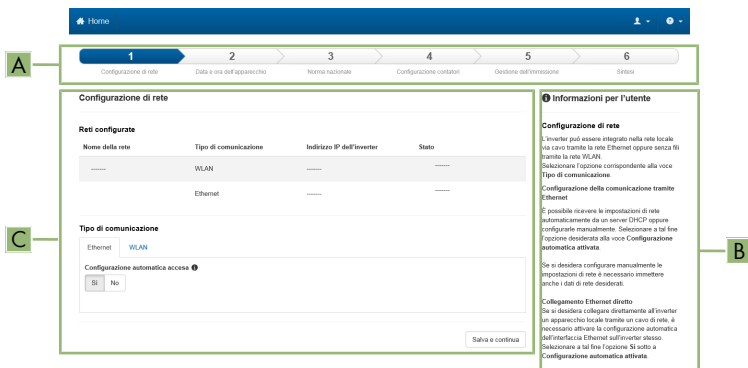 Home
A
1 2 3 4 5 6
Configurazione di rete Data e ora dell'apparecchio Norma nazionale Configurazione contatori Gestione dell'immissione Sintesi
C
Configurazione di rete
Reti configurate
Nome della rete Tipo di comunicazione Indirizzo IP dell'inverter Stato
------- WLAN ------- -------
Ethernet ------- -------
Tipo di comunicazione
Ethernet WLAN
Configurazione automatica accesa
Sì No
Salva e continua
B
Informazioni per l'utente
Configurazione di rete
L'inverter può essere integrato nella rete locale
via cavo tramite la rete Ethernet oppure senza fili
tramite la rete WLAN.
Selezionare l'opzione corrispondente alla voce
Tipo di comunicazione.
Configurazione della comunicazione tramite
Ethernet
È possibile ricevere le impostazioni di rete
automaticamente da un server DHCP oppure
configurarle manualmente. Selezionare a tal fine
l'opzione desiderata alla voce Configurazione
automatica attivata.
Se si desidera configurare manualmente le
impostazioni di rete è necessario immettere
anche i dati di rete desiderati.
Collegamento Ethernet diretto
Se si desidera collegare direttamente all'inverter
un apparecchio locale tramite un cavo di rete, è
necessario attivare la configurazione automatica
dell'interfaccia Ethernet sull'inverter stesso.
Selezionare a tal fine l'opzione Sì sotto a
Configurazione automatica attivata.